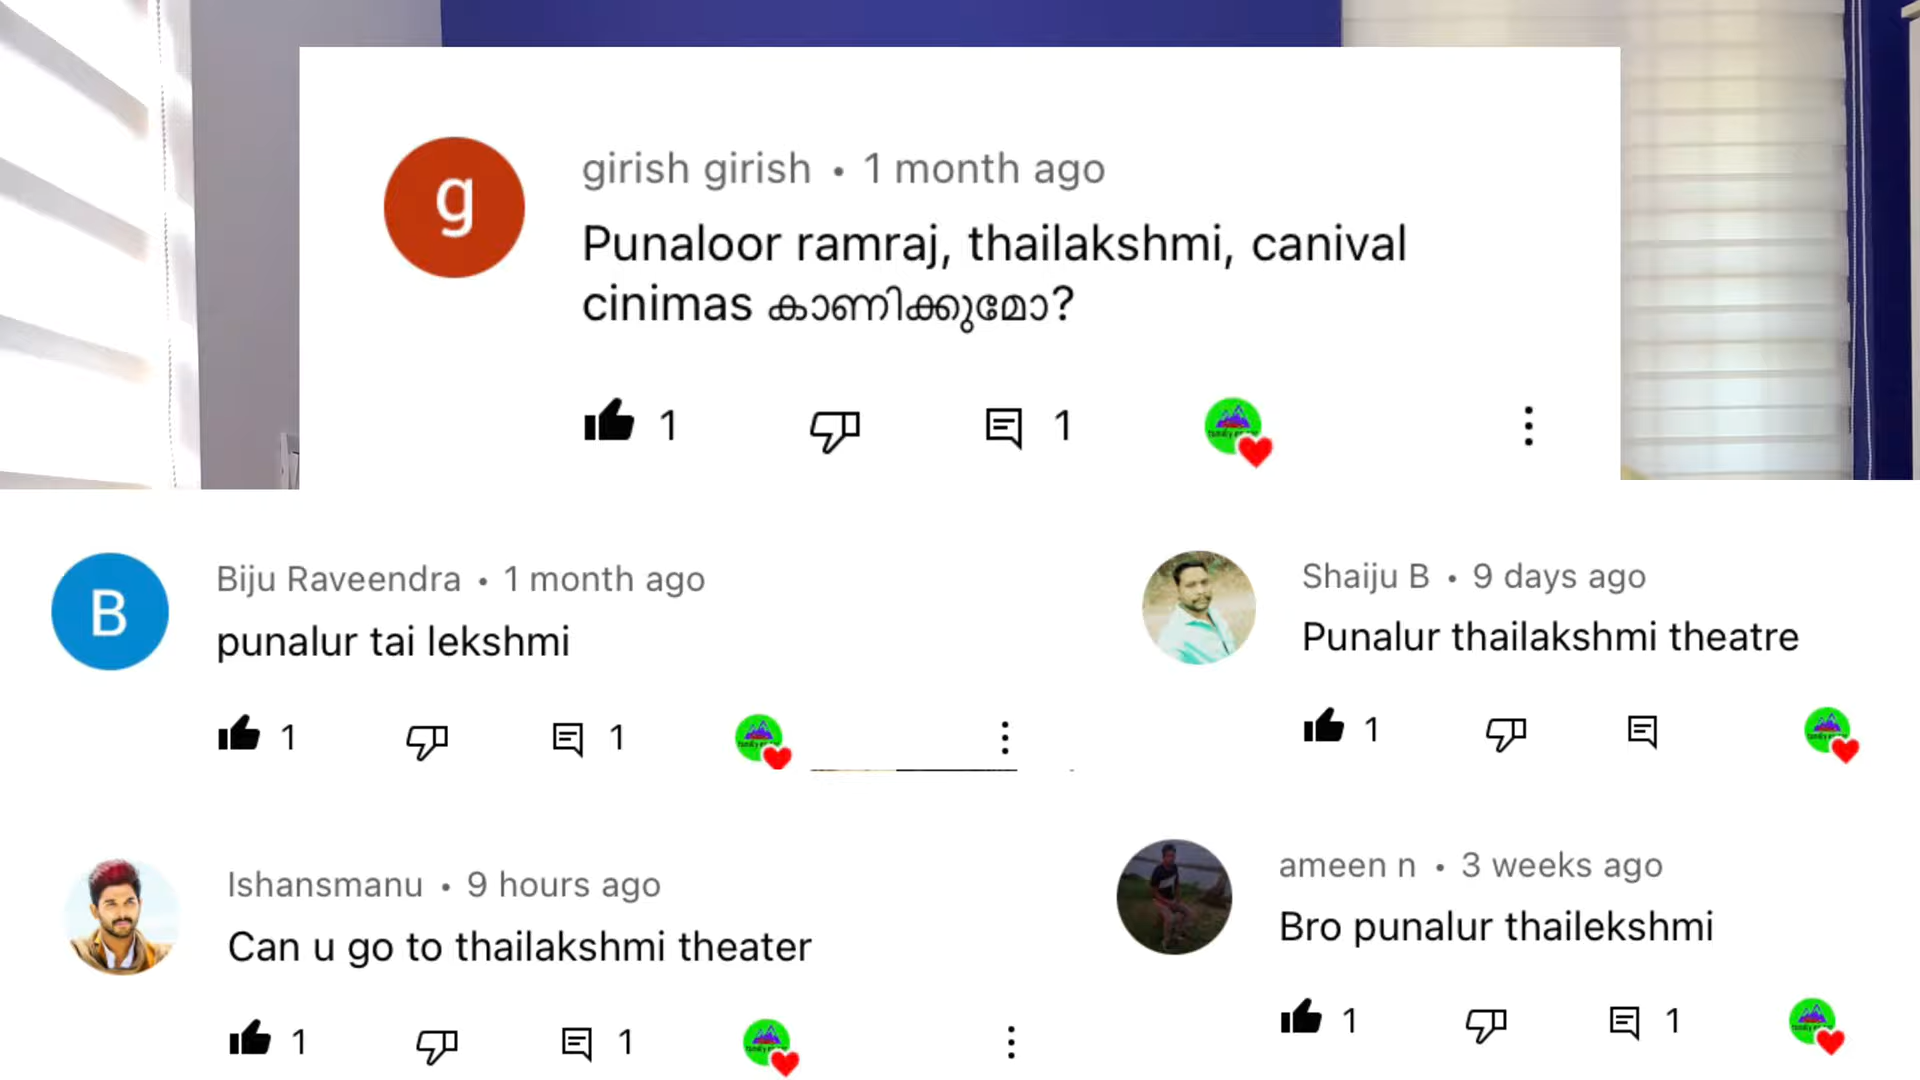 g
girish girish • 1 month ago
Punaloor ramraj, thailakshmi, canival
cinimas കാണിക്കുമോ?
1 1
B
Biju Raveendra • 1 month ago
punalur tai lekshmi
1 1
Shaiju B • 9 days ago
Punalur thailakshmi theatre
1
Ishansmanu • 9 hours ago
Can u go to thailakshmi theater
1 1
ameen n • 3 weeks ago
Bro punalur thailekshmi
1 1